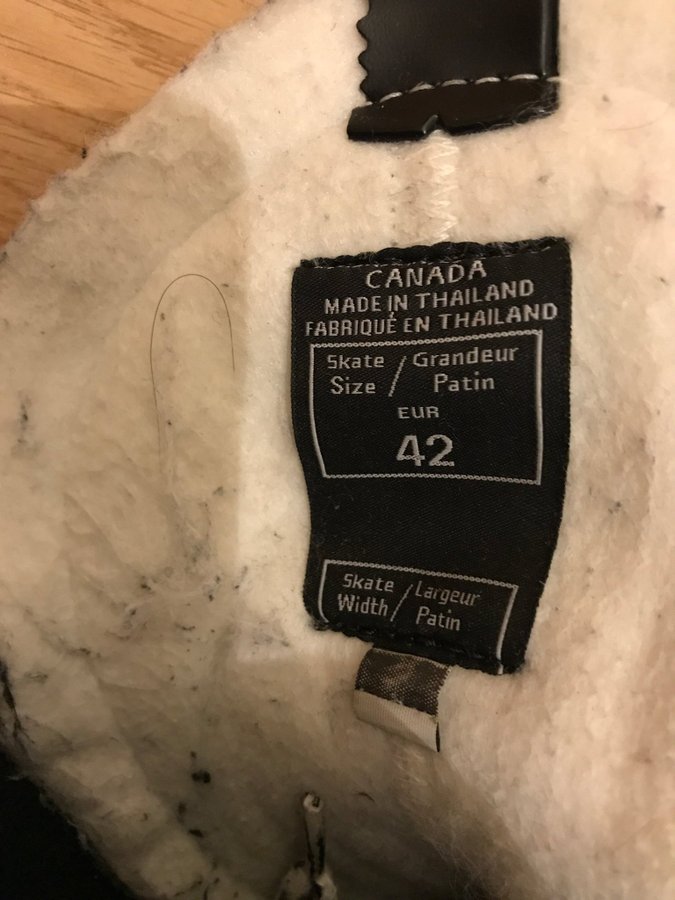 CANADA
MADE IN THAILAND
FABRIQUÉ EN THAILAND
Skate / Grandeur
Size / Patin
EUR
42
Skate / Largeur
Width / Patin